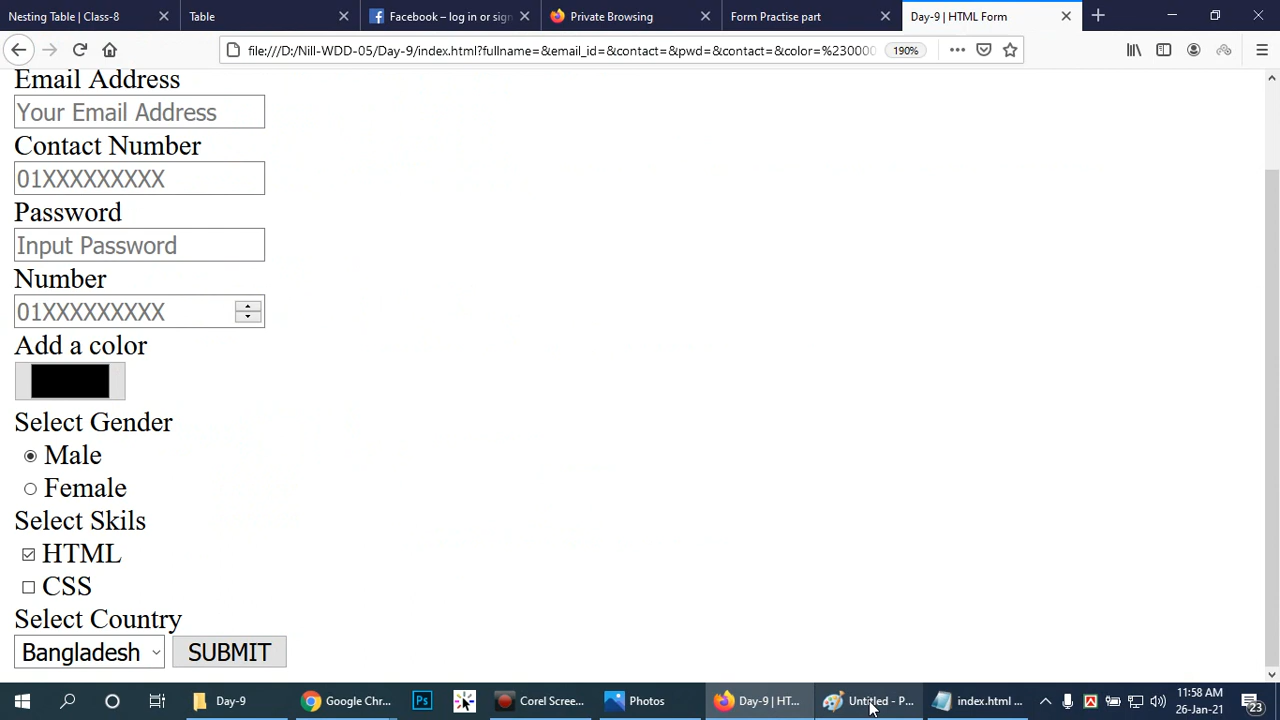 Nesting Table | Class-8
Table
Facebook – log in or sign
Private Browsing
Form Practise part
Day-9 | HTML Form
file:///D:/Nill-WDD-05/Day-9/index.html?fullname=&email_id=&contact=&pwd=&contact=&color=%230000
190%
Email Address
Your Email Address
Contact Number
01XXXXXXXXX
Password
Input Password
Number
01XXXXXXXXX
Add a color
Select Gender
Male
Female
Select Skils
HTML
CSS
Select Country
Bangladesh
SUBMIT
Day-9
Google Chr...
Ps
Corel Scree...
Photos
Day-9 | HT...
Untitled - P...
index.html ...
11:58 AM
26-Jan-21
23